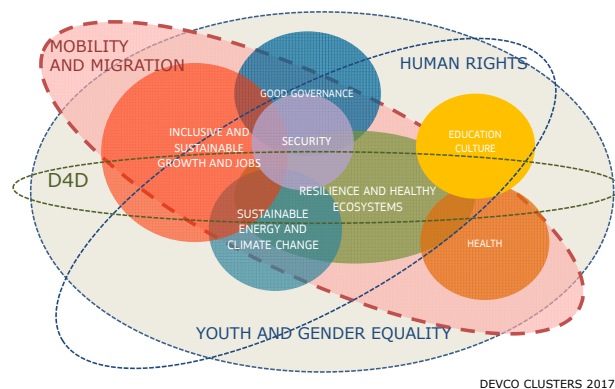 MOBILITY
AND MIGRATION
HUMAN RIGHTS
GOOD GOVERNANCE
INCLUSIVE AND
SUSTAINABLE
GROWTH AND JOBS
SECURITY
EDUCATION
CULTURE
D4D
RESILIENCE AND HEALTHY
ECOSYSTEMS
SUSTAINABLE
ENERGY AND
CLIMATE CHANGE
HEALTH
YOUTH AND GENDER EQUALITY
DEVCO CLUSTERS 2017